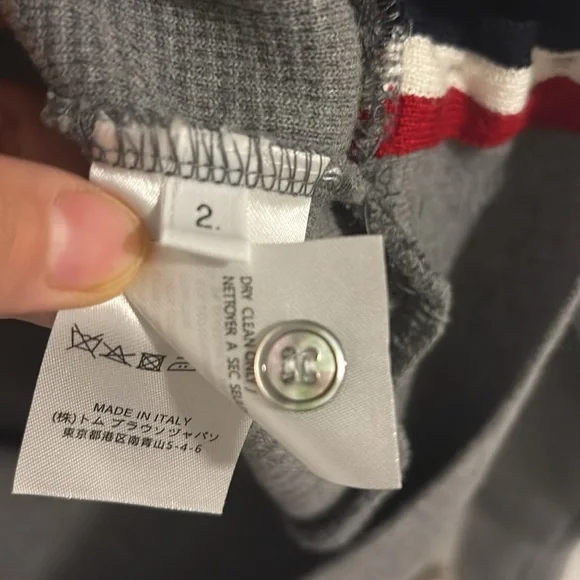 2.
DRY CLEAN ONLY /
NETTOYER A SEC SEUL
MADE IN ITALY
(株)トム ブラウンジャパン
東京都港区南青山5-4-6